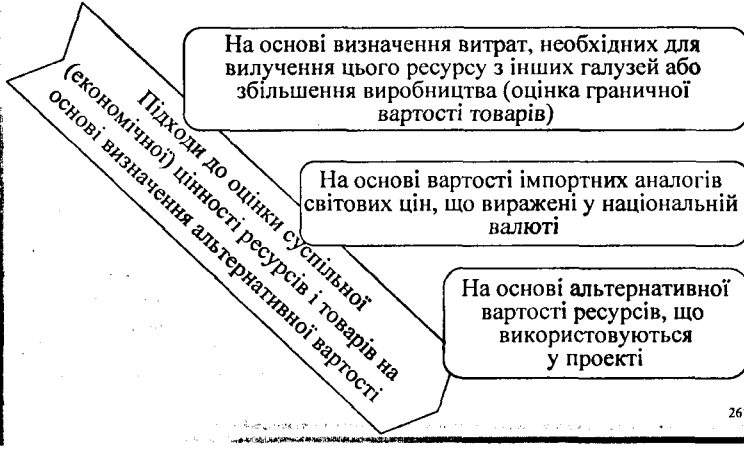 Підходи до оцінки суспільної
(економічної) цінності ресурсів і товарів на
основі визначення альтернативної вартості
На основі визначення витрат, необхідних для
вилучення цього ресурсу з інших галузей або
збільшення виробництва (оцінка граничної
вартості товарів)
На основі вартості імпортних аналогів
світових цін, що виражені у національній
валюті
На основі альтернативної
вартості ресурсів, що
використовуються
у проекті
26